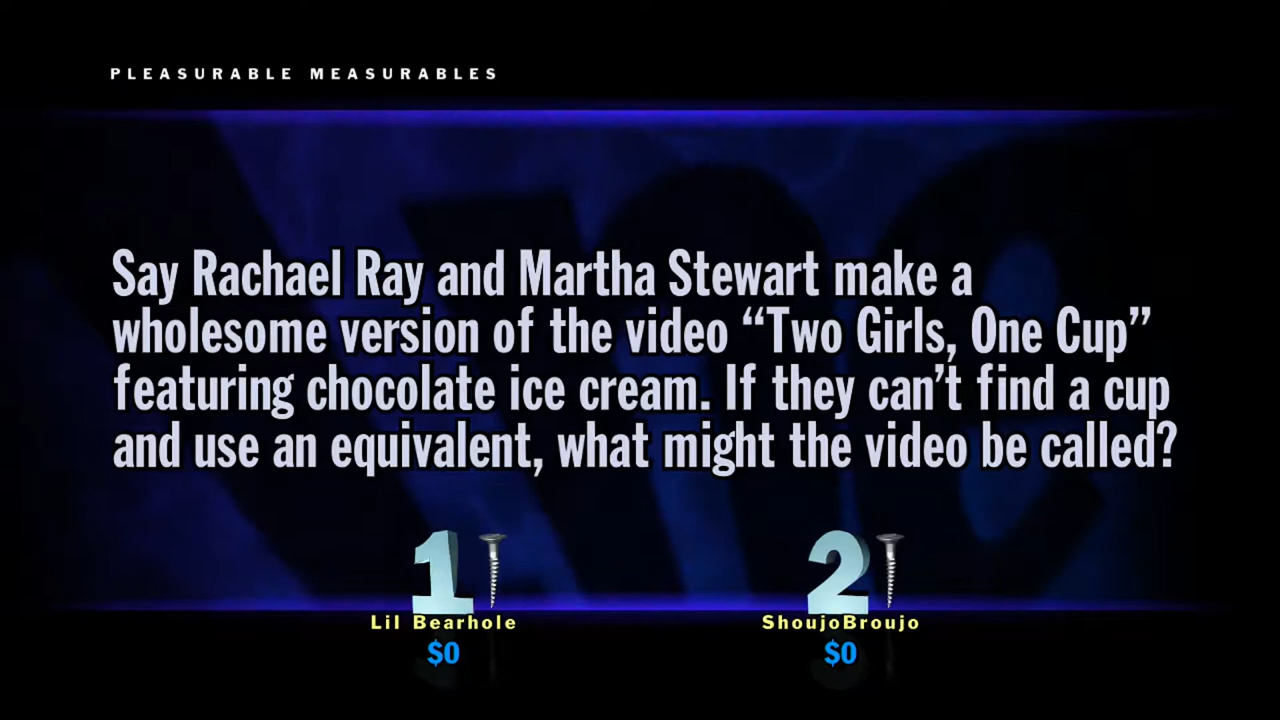 PLEASURABLE MEASURABLES
Say Rachael Ray and Martha Stewart make a
wholesome version of the video “Two Girls, One Cup”
featuring chocolate ice cream. If they can’t find a cup
and use an equivalent, what might the video be called?
1 2
Lil Bearhole ShoujoBroujo
$0 $0